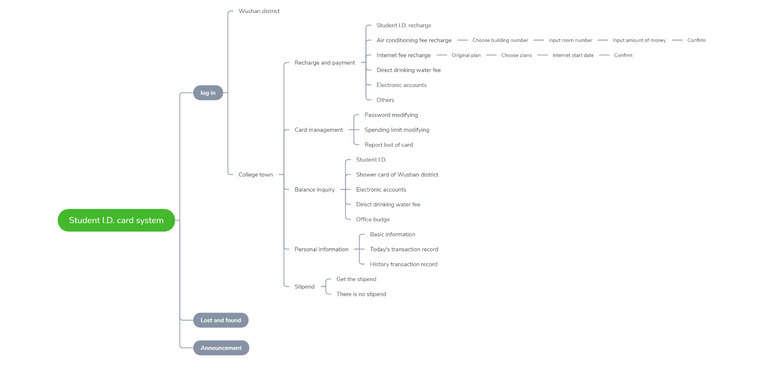 Wushan district
Student I.D. recharge
Air conditioning fee recharge
Choose building number
Input room number
Input amount of money
Confirm
Internet fee recharge
Original plan
Choose plans
Internet start date
Confirm
Recharge and payment
Direct drinking water fee
Electronic accounts
Others
log in
Password modifying
Card management
Spending limit modifying
Report lost of card
Student I.D.
College town
Shower card of Wushan district
Balance inquiry
Electronic accounts
Direct drinking water fee
Office budge
Student I.D. card system
Basic information
Personal information
Today's transaction record
History transaction record
Get the stipend
Stipend
There is no stipend
Lost and found
Announcement